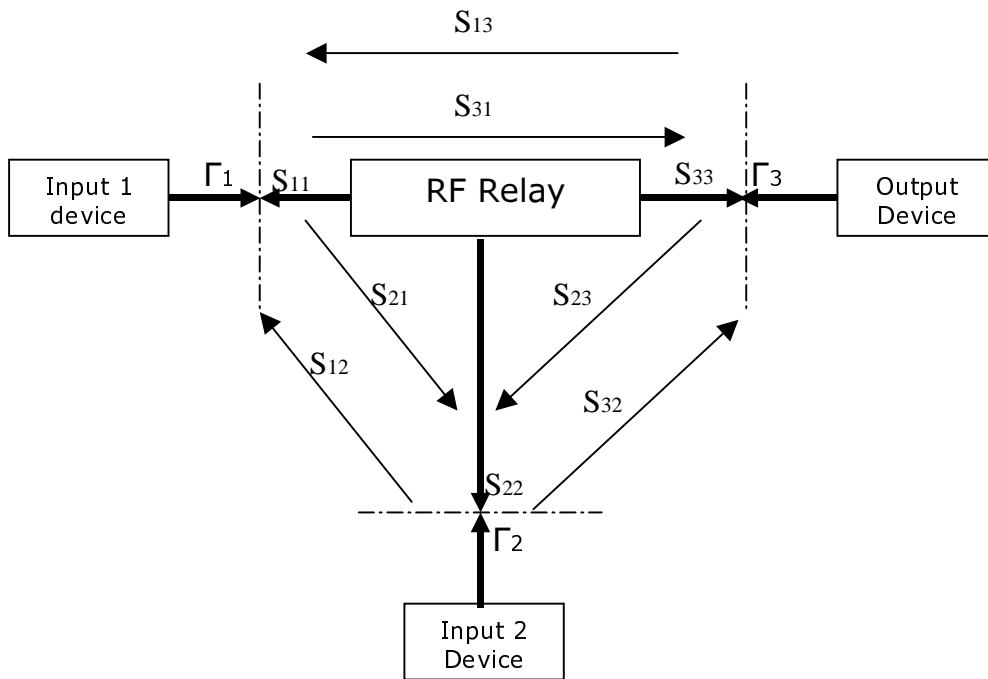 S13
S31
Input 1
device
Γ1
S11
RF Relay
S33
Γ3
Output
Device
S21
S23
S12
S32
S22
Γ2
Input 2
Device